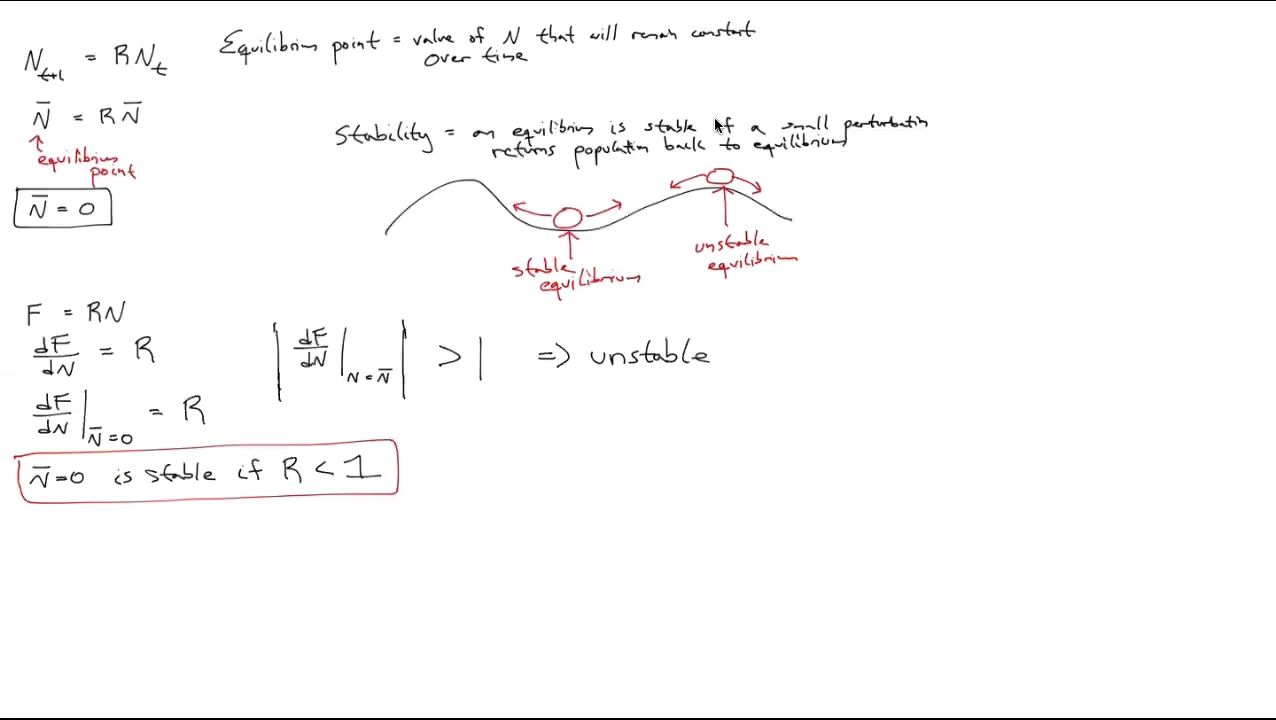 N_{t+1} = RN_t
Equilibrium point = value of N that will remain constant
over time
N̄ = RN̄
equilibrium
point
N̄ = 0
Stability = an equilibrium is stable if a small perturbation
returns population back to equilibrium
stable
equilibrium
unstable
equilibrium
F = RN
dF/dN = R
|dF/dN|_{N=N̄}| > 1 => unstable
dF/dN|_{N̄=0} = R
N̄=0 is stable if R < 1